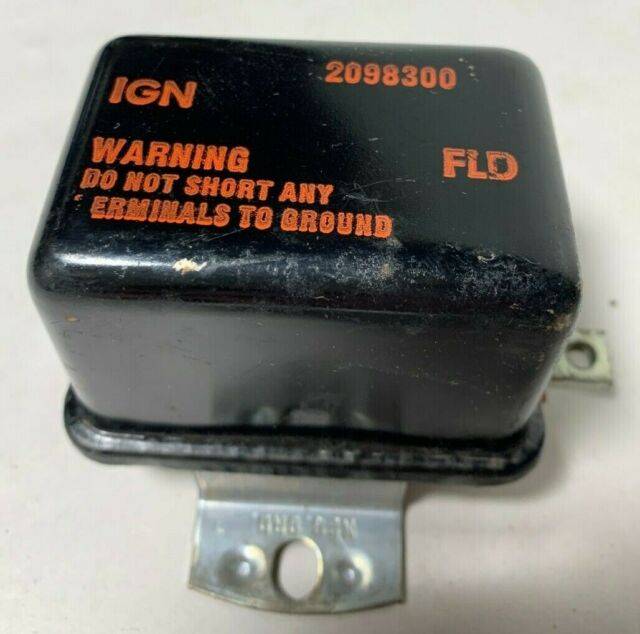 IGN 2098300
WARNING FLD
DO NOT SHORT ANY
ERMINALS TO GROUND